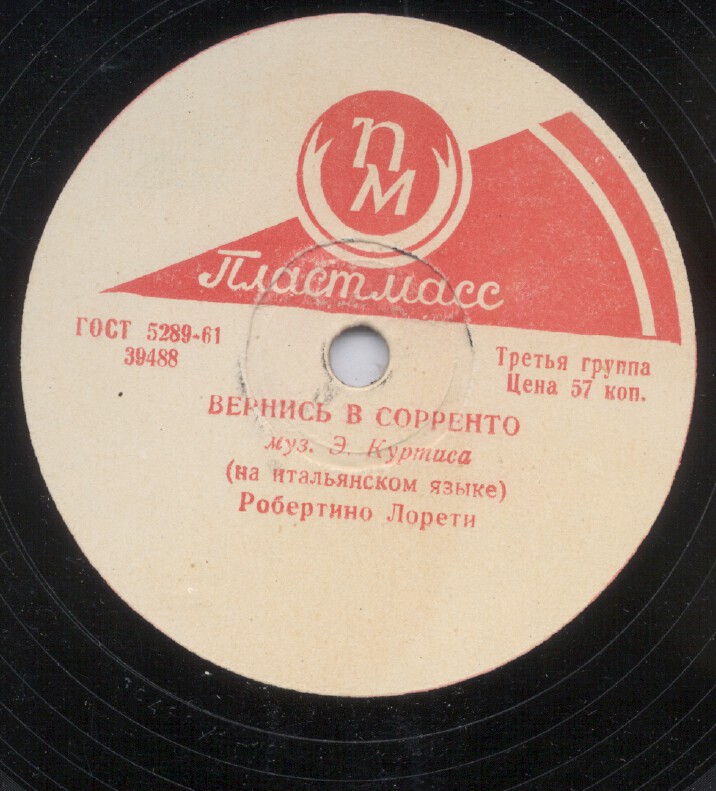 ПМ
Пластмасс
ГОСТ 5289-61
39488
Третья группа
Цена 57 коп.
ВЕРНИСЬ В СОРРЕНТО
муз. Э. Куртиса
(на итальянском языке)
Робертино Лорети